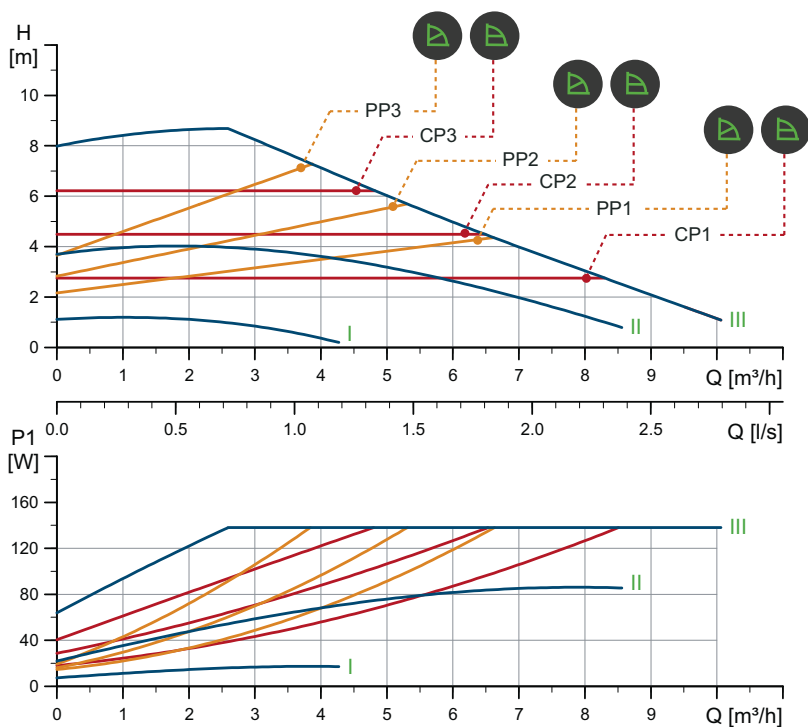 H
[m]
10
8
6
4
2
0
PP3
CP3
PP2
CP2
PP1
CP1
I
II
III
0 1 2 3 4 5 6 7 8 9 Q [m³/h]
0.0 0.5 1.0 1.5 2.0 2.5 Q [l/s]
P1
[W]
160
120
80
40
0
III
II
I
0 1 2 3 4 5 6 7 8 9 Q [m³/h]